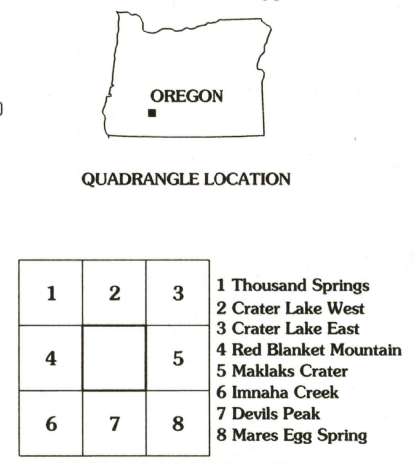 OREGON
QUADRANGLE LOCATION
1 2 3
4 5
6 7 8
1 Thousand Springs
2 Crater Lake West
3 Crater Lake East
4 Red Blanket Mountain
5 Maklaks Crater
6 Imnaha Creek
7 Devils Peak
8 Mares Egg Spring